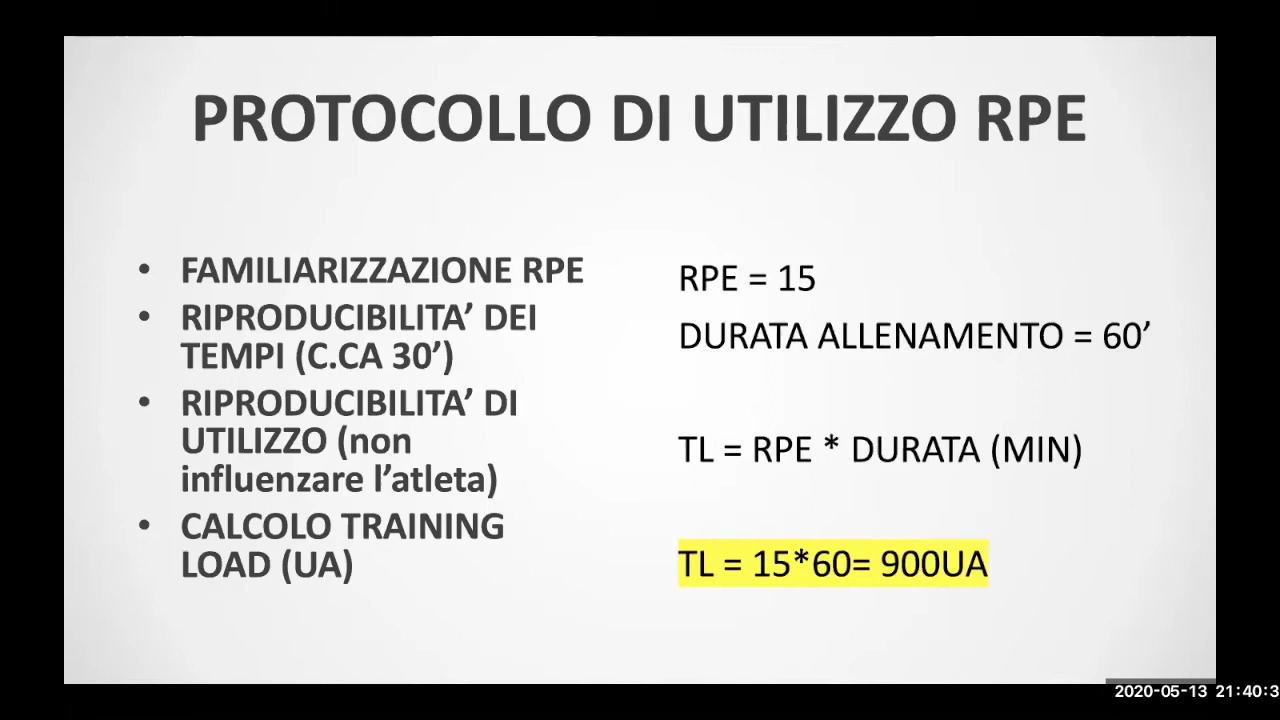 PROTOCOLLO DI UTILIZZO RPE
• FAMILIARIZZAZIONE RPE
• RIPRODUCIBILITA’ DEI
TEMPI (C.CA 30’)
• RIPRODUCIBILITA’ DI
UTILIZZO (non
influenzare l’atleta)
• CALCOLO TRAINING
LOAD (UA)
RPE = 15
DURATA ALLENAMENTO = 60’
TL = RPE * DURATA (MIN)
TL = 15*60= 900UA
2020-05-13 21:40:3